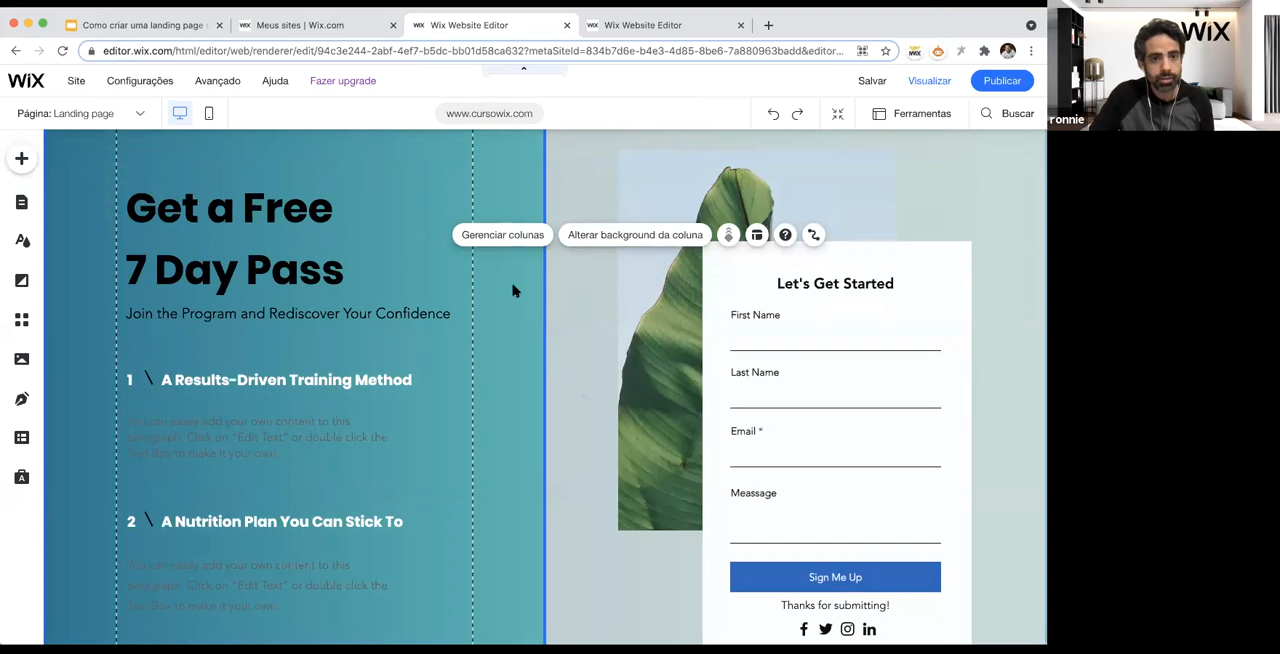 Como criar uma landing page
Meus sites | Wix.com
Wix Website Editor
Wix Website Editor
editor.wix.com/html/editor/web/renderer/edit/94c3e244-2abf-4ef7-b5dc-bb01d58ca632?metaSiteId=834b7d6e-b4e3-4d85-8be6-7a880963badd&editor...
WiX
Site
Configurações
Avançado
Ajuda
Fazer upgrade
Salvar
Visualizar
Publicar
WiX
ronnie
Página: Landing page
www.cursowix.com
Ferramentas
Buscar
Get a Free
7 Day Pass
Join the Program and Rediscover Your Confidence
Gerenciar colunas
Alterar background da coluna
1 \ A Results-Driven Training Method
You can easily add your own content to this
paragraph. Click on "Edit Text" or double click the
Text Box to make it your own.
2 \ A Nutrition Plan You Can Stick To
You can easily add your own content to this
paragraph. Click on "Edit Text" or double click the
Text Box to make it your own.
Let's Get Started
First Name
Last Name
Email *
Meassage
Sign Me Up
Thanks for submitting!